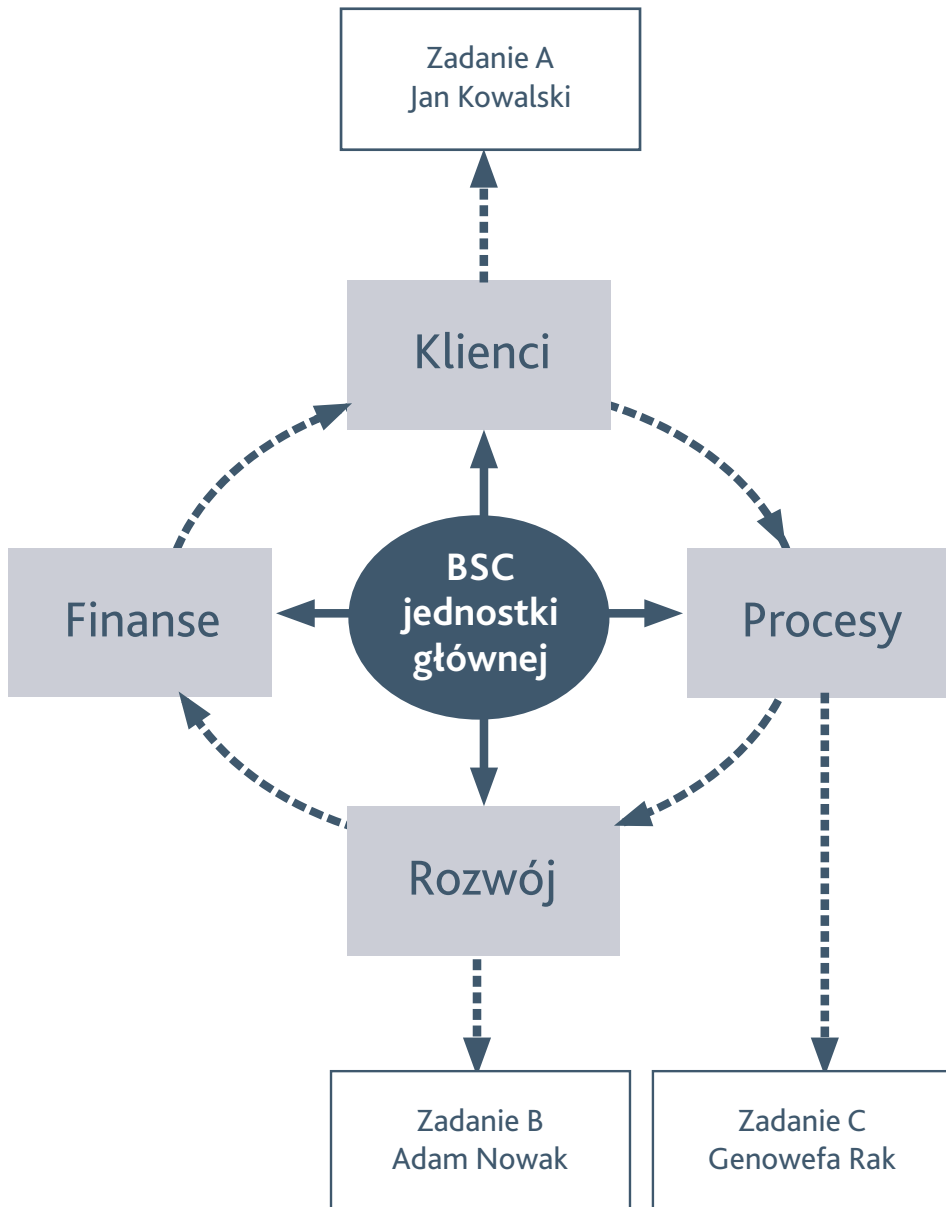 Zadanie A
Jan Kowalski
Klienci
Finanse
BSC
jednostki
głównej
Procesy
Rozwój
Zadanie B
Adam Nowak
Zadanie C
Genowefa Rak